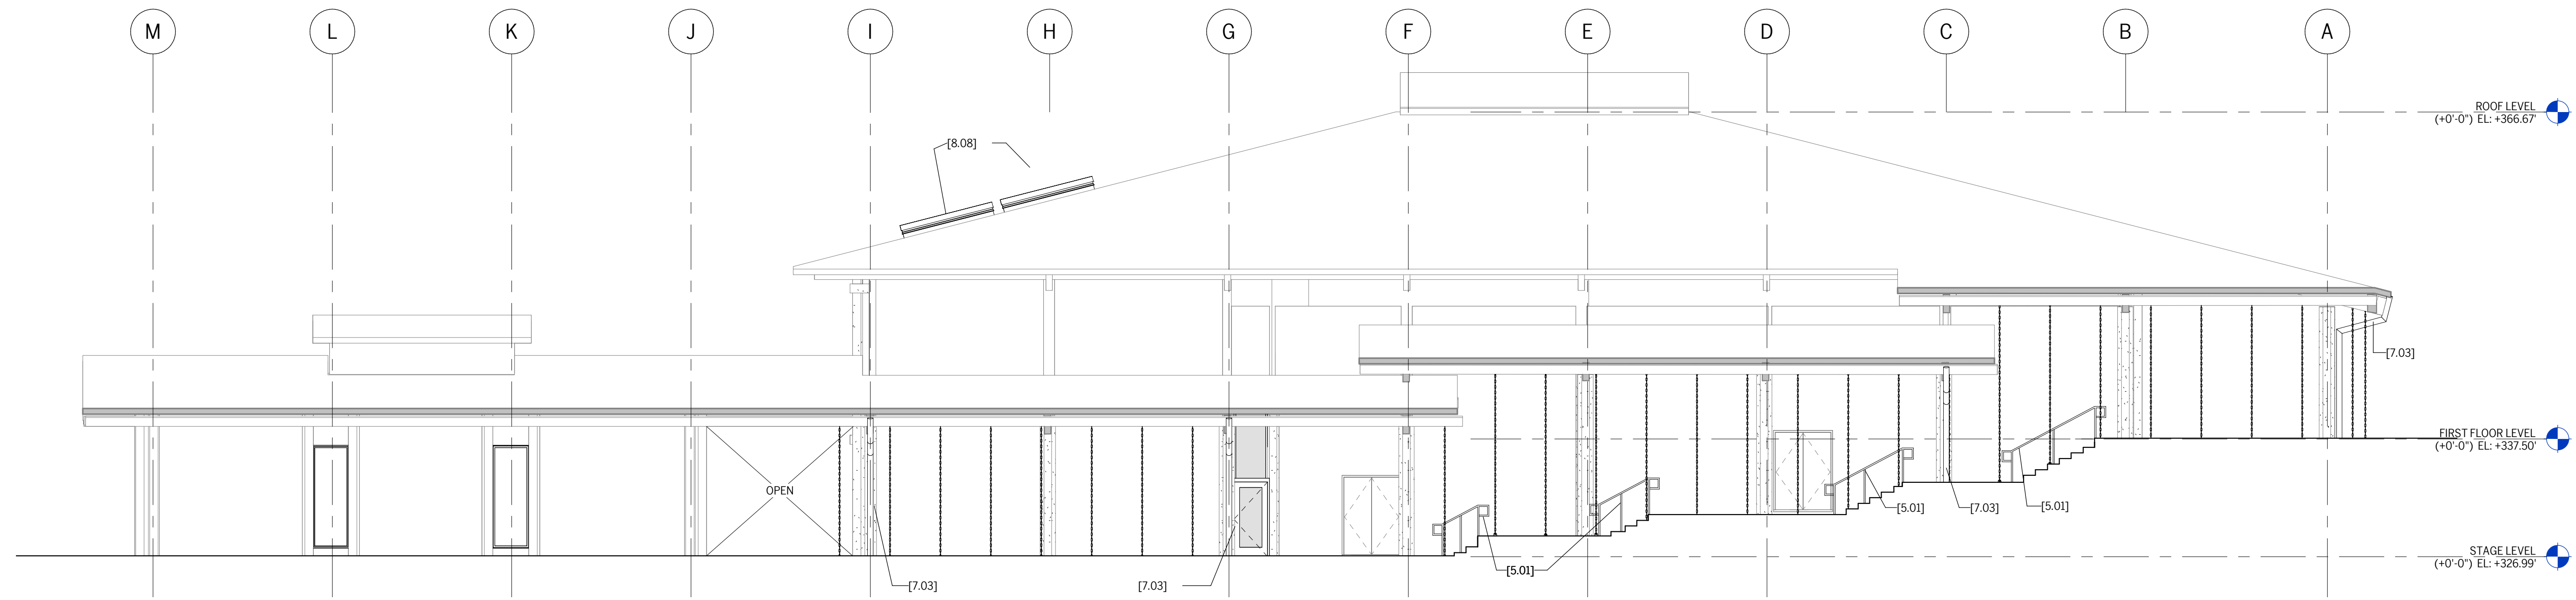 M L K J I H G F E D C B A
ROOF LEVEL
(+0'-0") EL: +366.67'
[8.08]
[7.03]
FIRST FLOOR LEVEL
(+0'-0") EL: +337.50'
OPEN
[5.01]
[7.03]
[5.01]
STAGE LEVEL
(+0'-0") EL: +326.99'
[5.01]
[7.03]
[7.03]